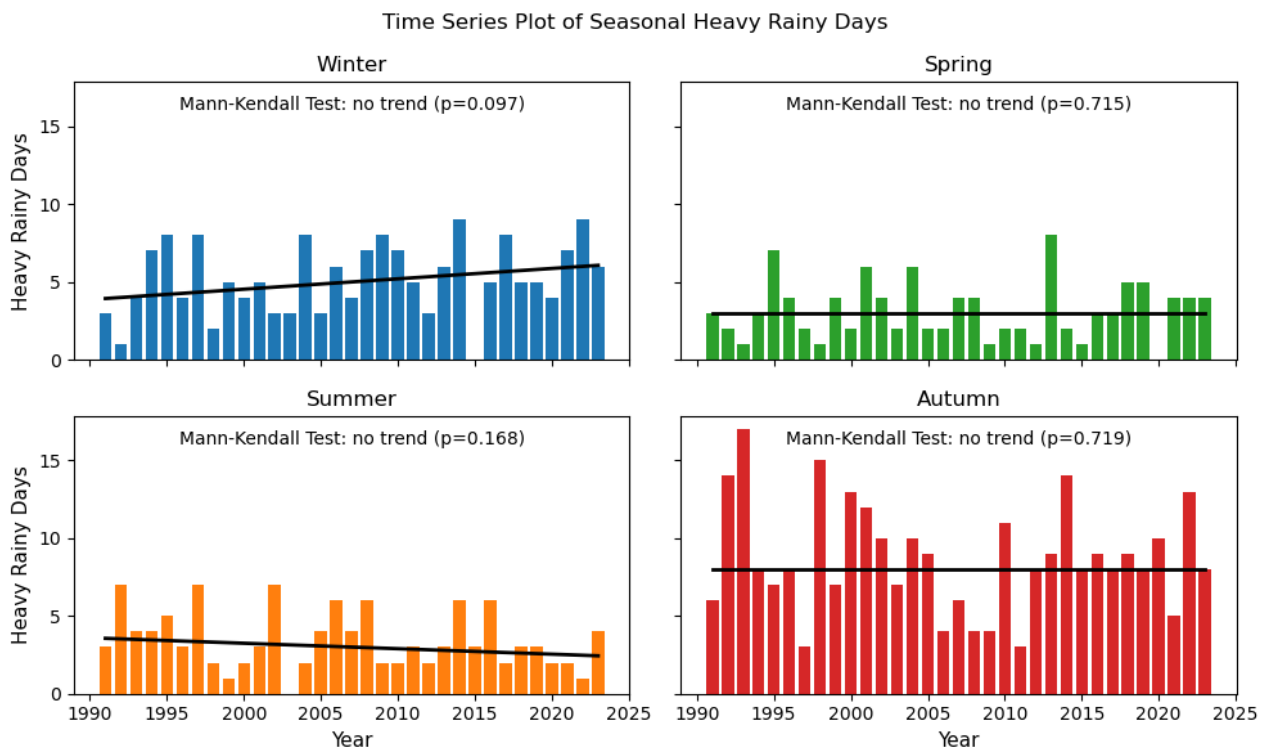 Time Series Plot of Seasonal Heavy Rainy Days
Winter
Mann-Kendall Test: no trend (p=0.097)
Heavy Rainy Days
15
10
5
0
Spring
Mann-Kendall Test: no trend (p=0.715)
Summer
Mann-Kendall Test: no trend (p=0.168)
Heavy Rainy Days
15
10
5
0
1990 1995 2000 2005 2010 2015 2020 2025
Year
Autumn
Mann-Kendall Test: no trend (p=0.719)
1990 1995 2000 2005 2010 2015 2020 2025
Year